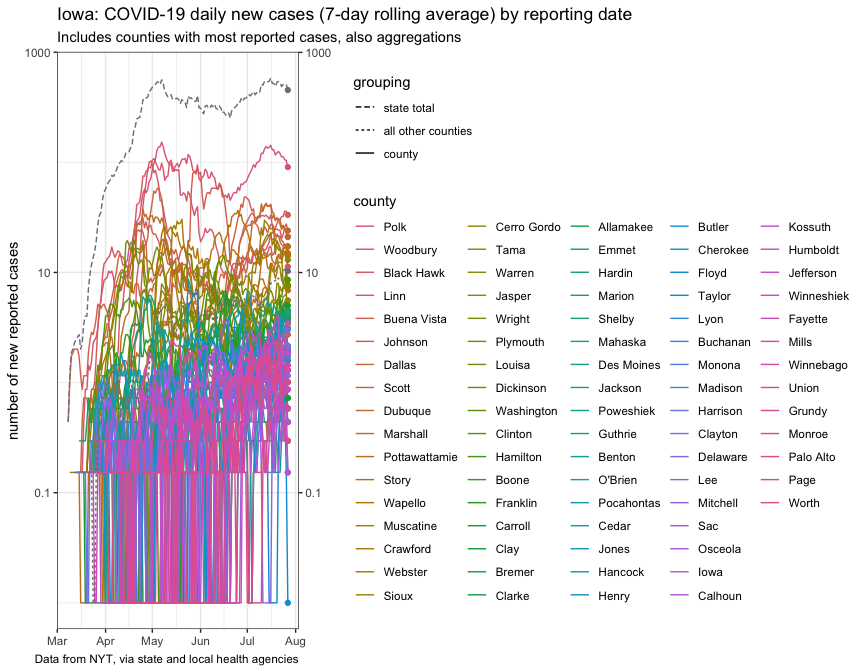 Iowa: COVID-19 daily new cases (7-day rolling average) by reporting date
Includes counties with most reported cases, also aggregations
number of new reported cases
1000
10
0.1
1000
10
0.1
Mar
Apr
May
Jun
Jul
Aug
Data from NYT, via state and local health agencies
grouping
state total
all other counties
county
county
Polk
Woodbury
Black Hawk
Linn
Buena Vista
Johnson
Dallas
Scott
Dubuque
Marshall
Pottawattamie
Story
Wapello
Muscatine
Crawford
Webster
Sioux
Cerro Gordo
Tama
Warren
Jasper
Wright
Plymouth
Louisa
Dickinson
Washington
Clinton
Hamilton
Boone
Franklin
Carroll
Clay
Bremer
Clarke
Allamakee
Emmet
Hardin
Marion
Shelby
Mahaska
Des Moines
Jackson
Poweshiek
Guthrie
Benton
O'Brien
Pocahontas
Cedar
Jones
Hancock
Henry
Butler
Cherokee
Floyd
Taylor
Lyon
Buchanan
Monona
Madison
Harrison
Clayton
Delaware
Lee
Mitchell
Sac
Osceola
Iowa
Calhoun
Kossuth
Humboldt
Jefferson
Winneshiek
Fayette
Mills
Winnebago
Union
Grundy
Monroe
Palo Alto
Page
Worth